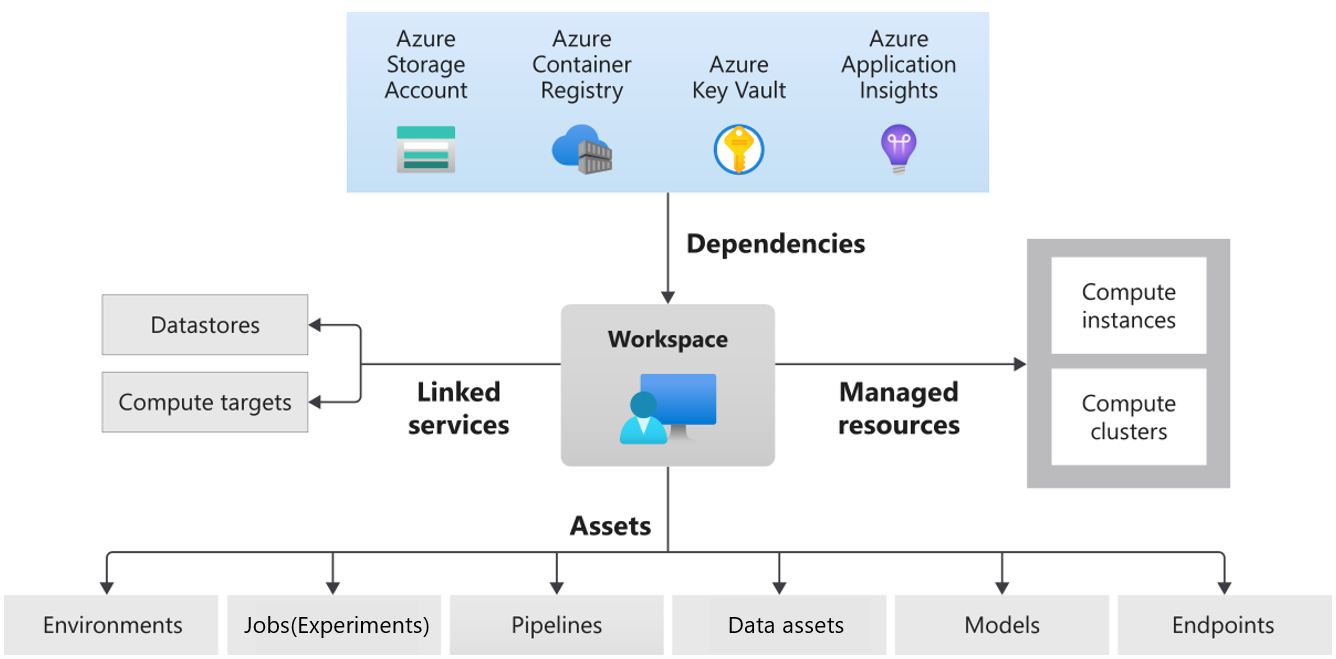 Azure
Storage
Account
Azure
Container
Registry
Azure
Key Vault
Azure
Application
Insights
Dependencies
Datastores
Compute targets
Linked
services
Workspace
Managed
resources
Compute
instances
Compute
clusters
Assets
Environments
Jobs(Experiments)
Pipelines
Data assets
Models
Endpoints